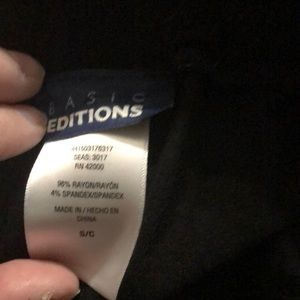 BASIC
EDITIONS
SEAS: 3017
RN 42000
96% RAYON/RAYÓN
4% SPANDEX/SPANDEX
MADE IN / HECHO EN
CHINA
S/C